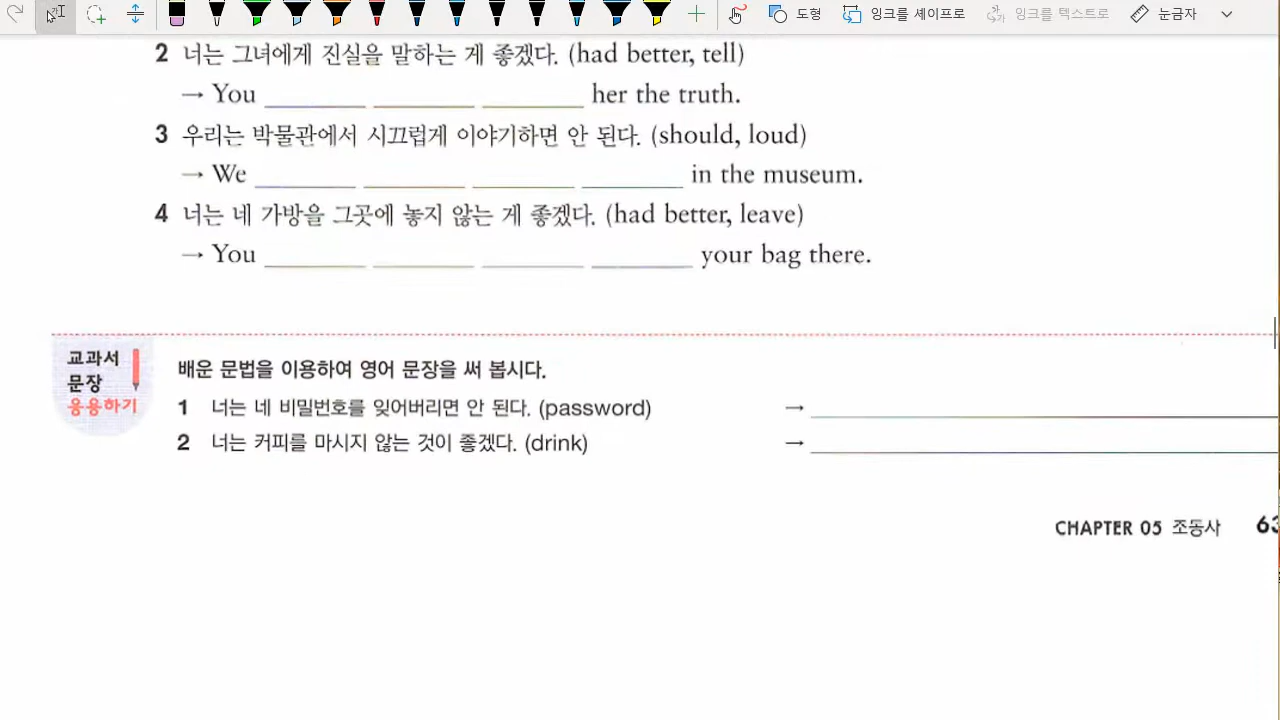 도형 잉크를 셰이프로 잉크를 텍스트로 눈금자
2 너는 그녀에게 진실을 말하는 게 좋겠다. (had better, tell)
→ You ________ ________ ________ her the truth.
3 우리는 박물관에서 시끄럽게 이야기하면 안 된다. (should, loud)
→ We ________ ________ ________ ________ in the museum.
4 너는 네 가방을 그곳에 놓지 않는 게 좋겠다. (had better, leave)
→ You ________ ________ ________ ________ your bag there.
교과서
문장
응용하기
배운 문법을 이용하여 영어 문장을 써 봅시다.
1 너는 네 비밀번호를 잊어버리면 안 된다. (password) → ________
2 너는 커피를 마시지 않는 것이 좋겠다. (drink) → ________
CHAPTER 05 조동사 63